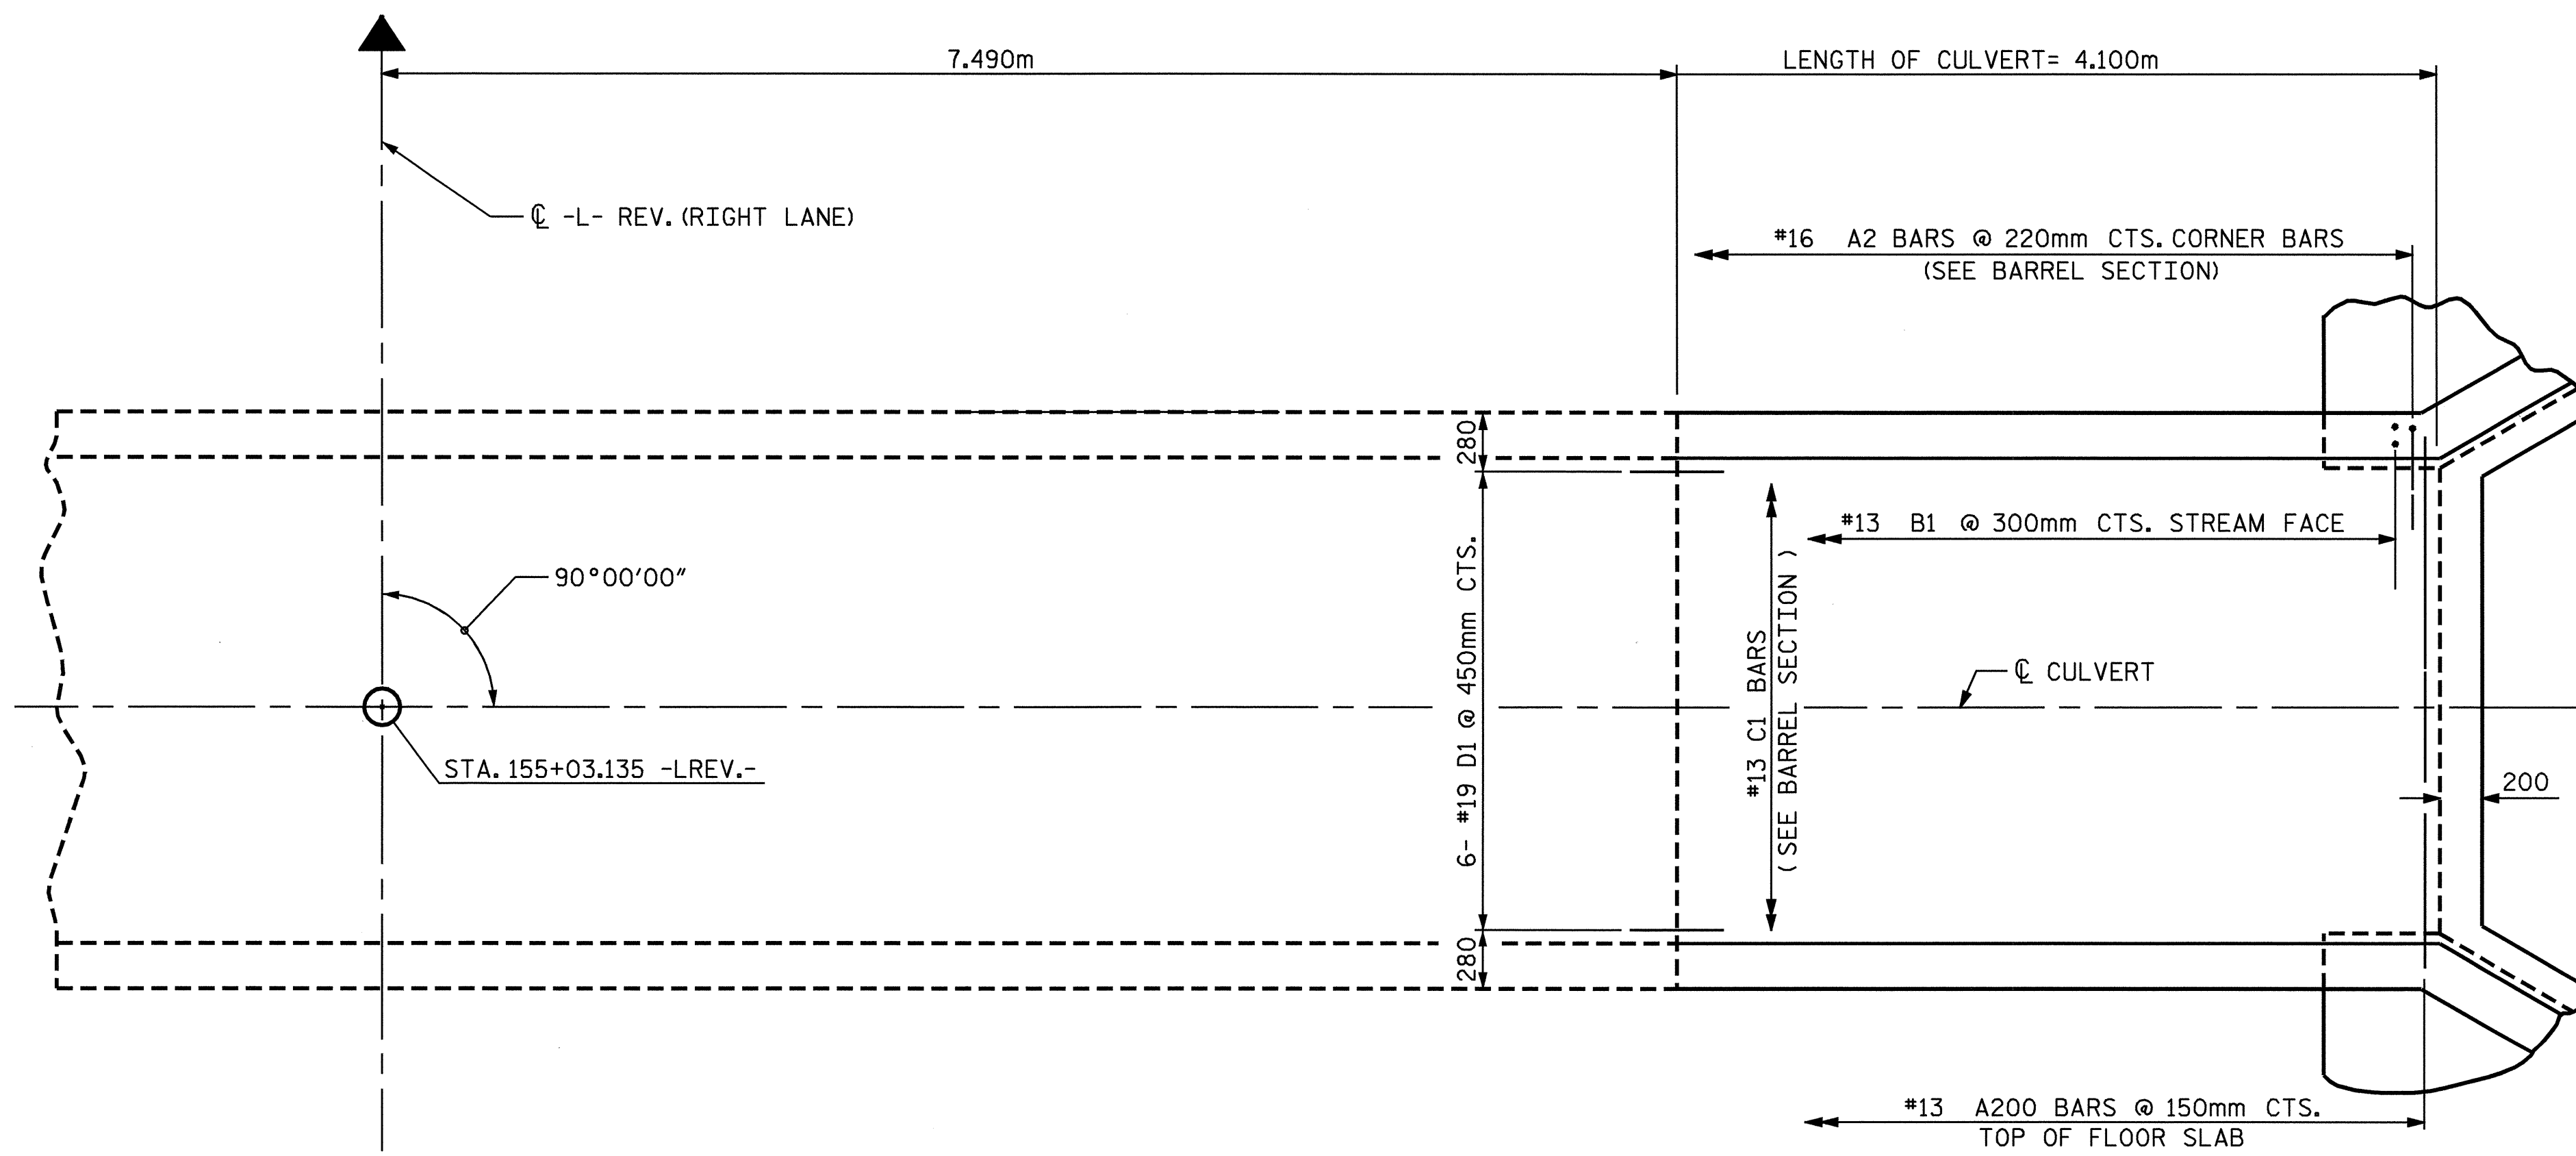 7.490m
LENGTH OF CULVERT= 4.100m
℄ -L- REV. (RIGHT LANE)
#16 A2 BARS @ 220mm CTS. CORNER BARS
(SEE BARREL SECTION)
280
#13 B1 @ 300mm CTS. STREAM FACE
6- #19 D1 @ 450mm CTS.
#13 C1 BARS
( SEE BARREL SECTION )
90°00'00"
℄ CULVERT
STA. 155+03.135 -LREV.-
200
280
#13 A200 BARS @ 150mm CTS.
TOP OF FLOOR SLAB